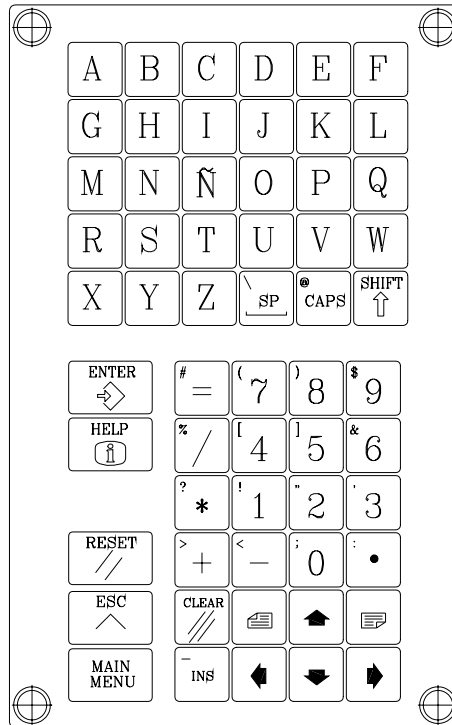 A B C D E F
G H I J K L
M N Ñ O P Q
R S T U V W
X Y Z \ SP @ CAPS SHIFT
ENTER # = ( 7 ) 8 $ 9
HELP % / [ 4 ] 5 & 6
? * ! 1 " 2 ' 3
RESET > + < - ; 0 : •
ESC CLEAR
MAIN
MENU – INS